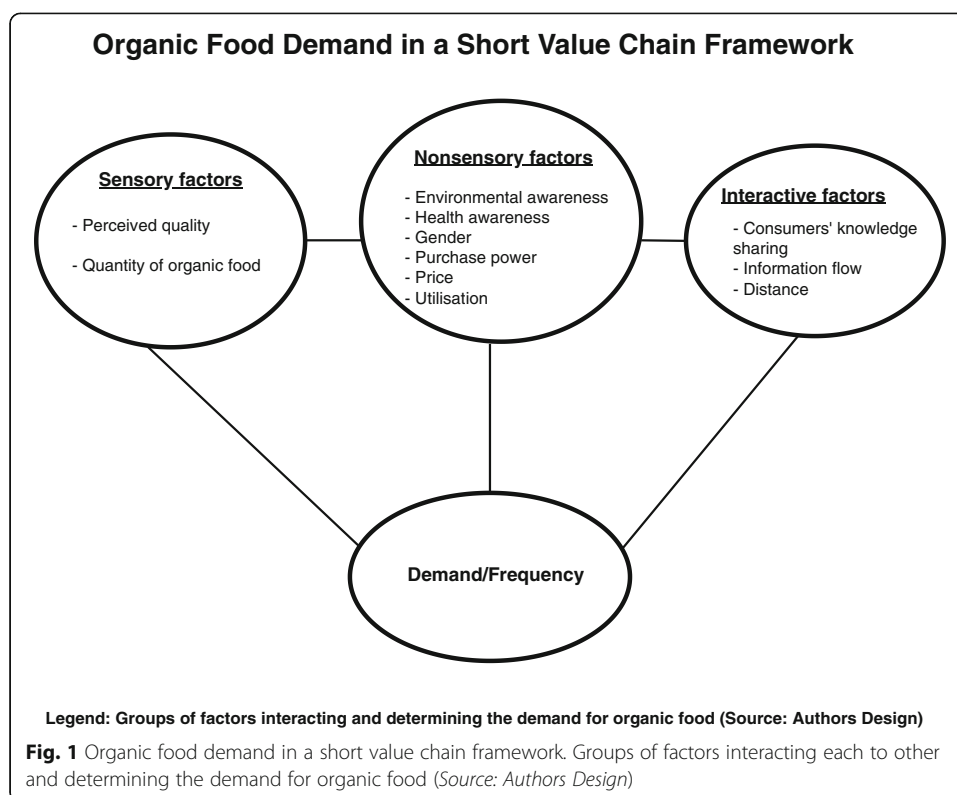 Organic Food Demand in a Short Value Chain Framework
Sensory factors
- Perceived quality
- Quantity of organic food
Nonsensory factors
- Environmental awareness
- Health awareness
- Gender
- Purchase power
- Price
- Utilisation
Interactive factors
- Consumers' knowledge
sharing
- Information flow
- Distance
Demand/Frequency
Legend: Groups of factors interacting and determining the demand for organic food (Source: Authors Design)
Fig. 1 Organic food demand in a short value chain framework. Groups of factors interacting each to other
and determining the demand for organic food (Source: Authors Design)